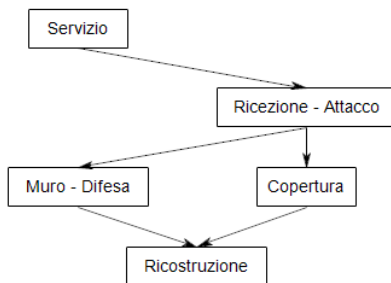 Servizio
Ricezione - Attacco
Muro - Difesa
Copertura
Ricostruzione